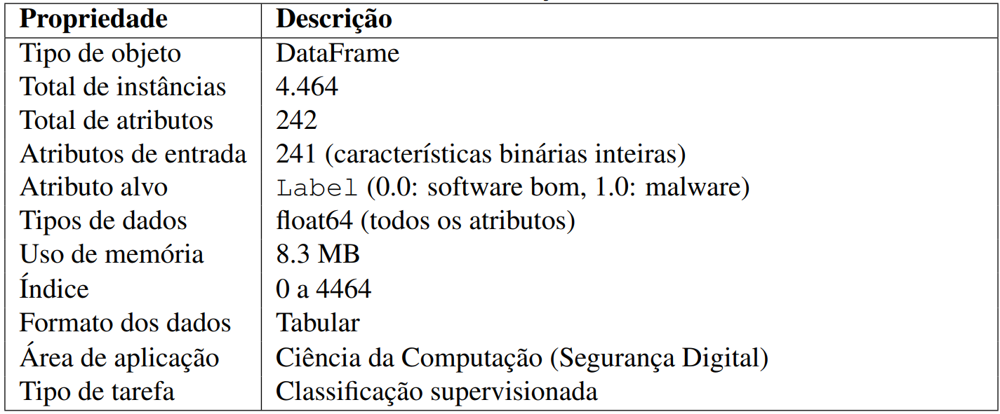 Propriedade Descrição
Tipo de objeto DataFrame
Total de instâncias 4.464
Total de atributos 242
Atributos de entrada 241 (características binárias inteiras)
Atributo alvo Label (0.0: software bom, 1.0: malware)
Tipos de dados float64 (todos os atributos)
Uso de memória 8.3 MB
Índice 0 a 4464
Formato dos dados Tabular
Área de aplicação Ciência da Computação (Segurança Digital)
Tipo de tarefa Classificação supervisionada